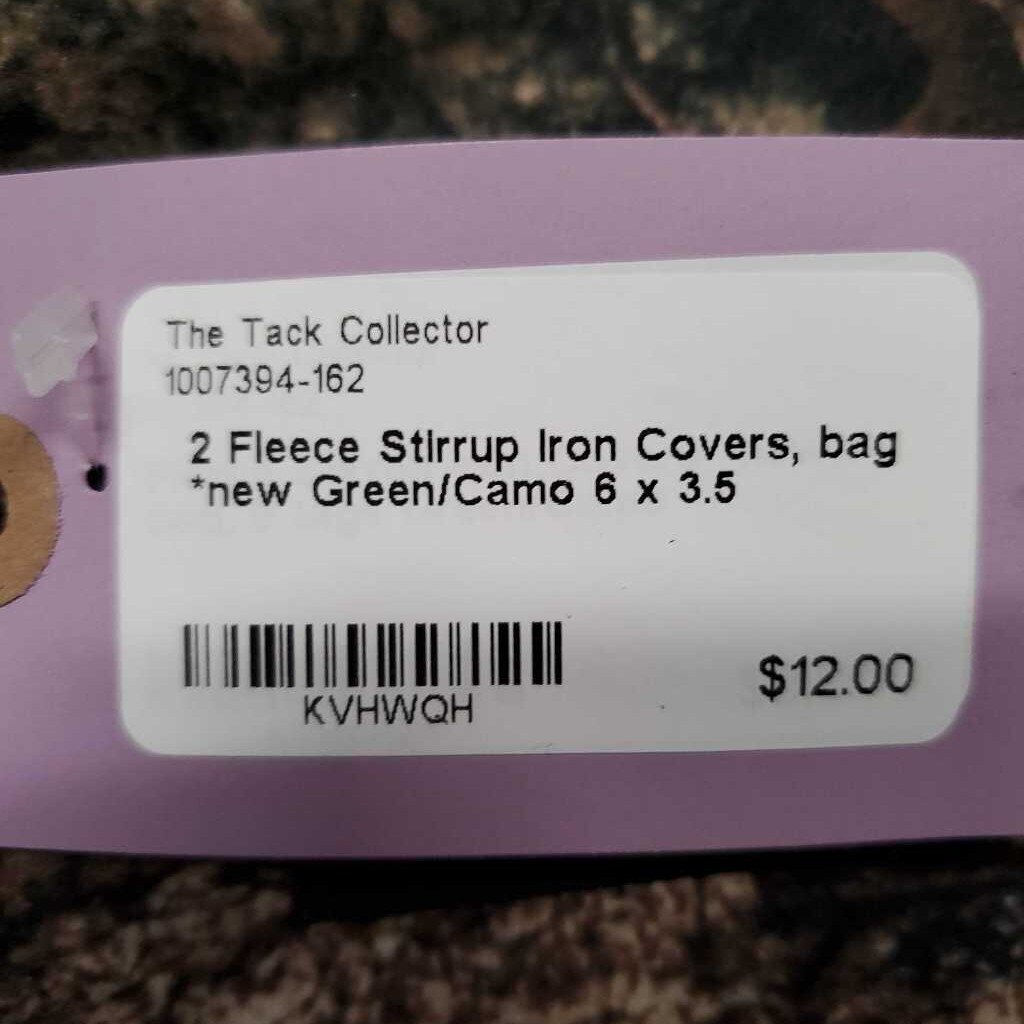 The Tack Collector
1007394-162
2 Fleece Stirrup Iron Covers, bag
*new Green/Camo 6 x 3.5
KVHWQH
$12.00